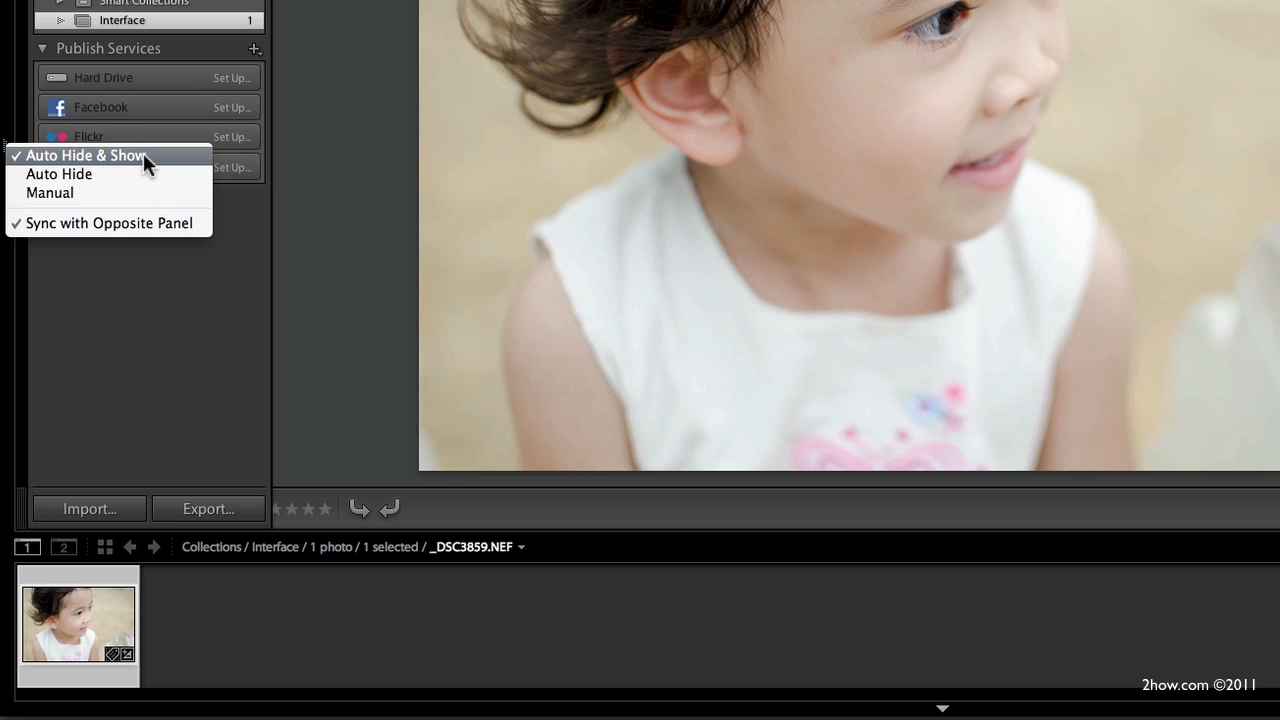 Smart Collections
Interface 1
Publish Services
Hard Drive Set Up...
Facebook Set Up...
Flickr Set Up...
Set Up...
Auto Hide & Show
Auto Hide
Manual
Sync with Opposite Panel
Import... Export...
1 2 Collections / Interface / 1 photo / 1 selected / _DSC3859.NEF
2how.com ©2011